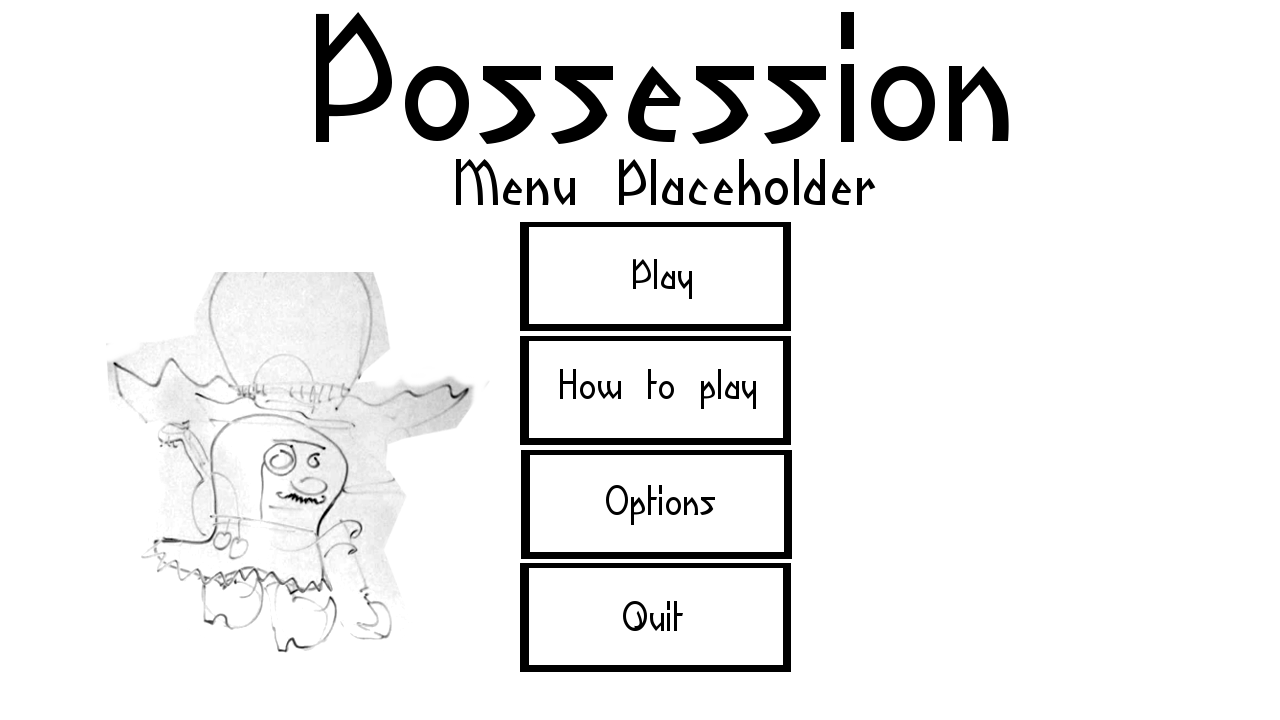 Possession
Menu Placeholder
Play
How to play
Options
Quit